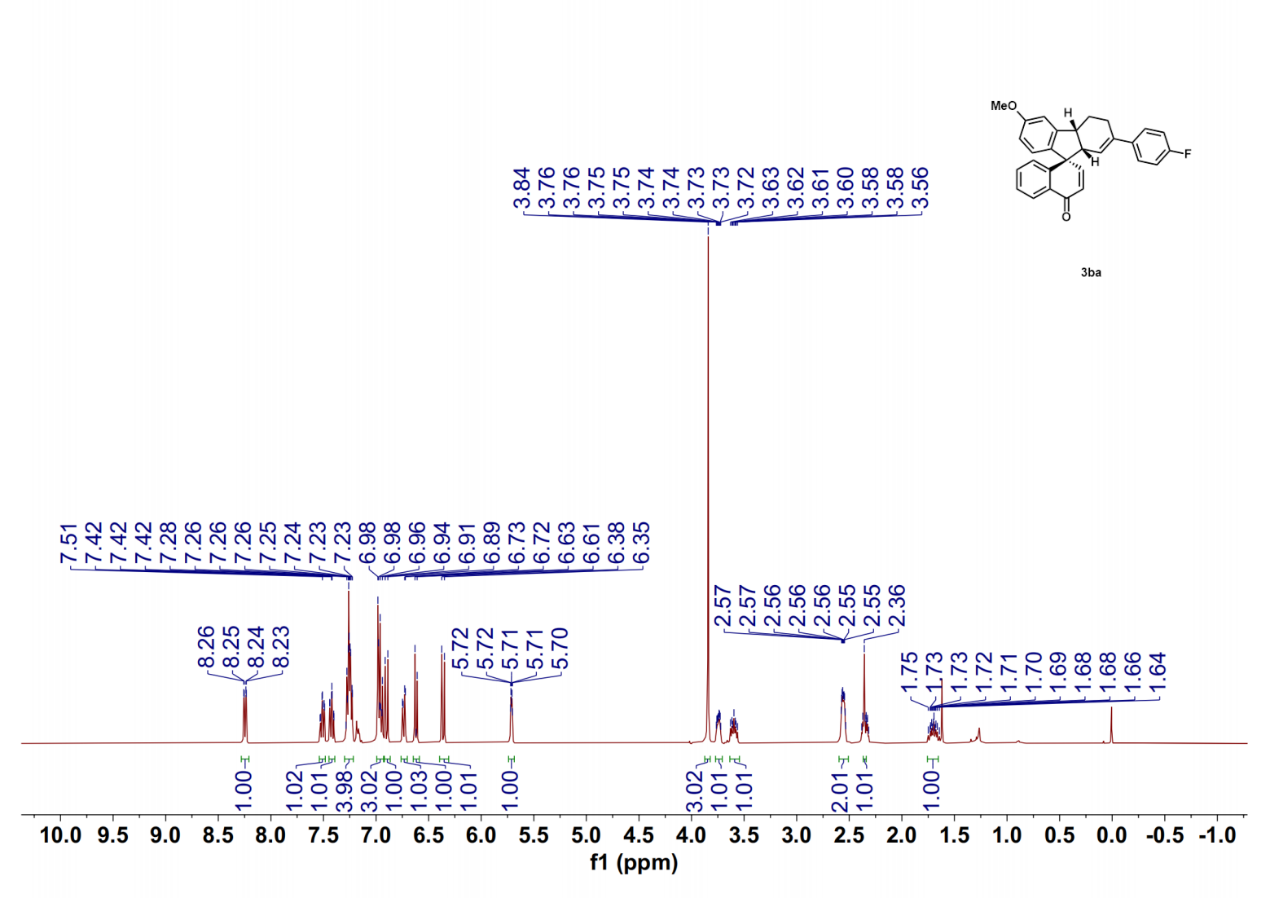 MeO
H
H
F
O
3ba
3.84 3.76 3.76 3.75 3.75 3.74 3.74 3.73 3.73 3.72 3.63 3.62 3.61 3.60 3.58 3.58 3.56
7.51 7.42 7.42 7.42 7.28 7.26 7.26 7.26 7.25 7.24 7.23 7.23 6.98 6.98 6.96 6.94 6.91 6.89 6.73 6.72 6.63 6.61 6.38 6.35
8.26 8.25 8.24 8.23
5.72 5.72 5.71 5.71 5.70
2.57 2.57 2.56 2.56 2.56 2.55 2.55 2.36
1.75 1.73 1.73 1.72 1.71 1.70 1.69 1.68 1.68 1.66 1.64
1.00 1.02 1.01 3.98 3.02 1.00 1.03 1.00 1.01 1.00 3.02 1.01 1.01 2.01 1.01 1.00
10.0 9.5 9.0 8.5 8.0 7.5 7.0 6.5 6.0 5.5 5.0 4.5 4.0 3.5 3.0 2.5 2.0 1.5 1.0 0.5 0.0 -0.5 -1.0
f1 (ppm)